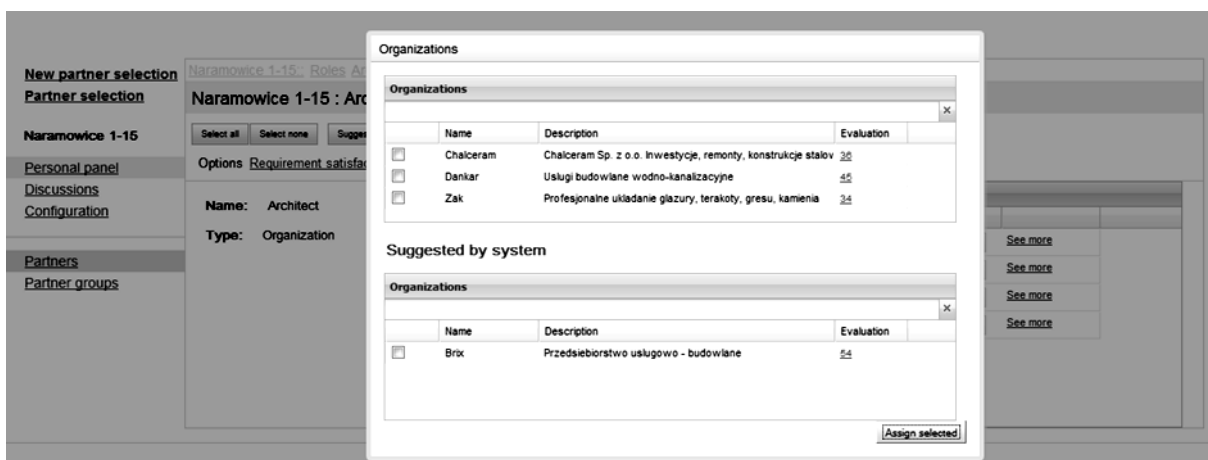 New partner selection
Partner selection
Naramowice 1-15
Personal panel
Discussions
Configuration
Partners
Partner groups
Naramowice 1-15:: Roles
Naramowice 1-15 :
Select all Select none
Options Requirement
Name: Architect
Type: Organization
Organizations
Organizations
×
Name Description Evaluation
Chalceram Chalceram Sp. z o.o. Inwestycje, remonty, konstrukcje stalov 36
Dankar Uslugi budowlane wodno-kanalizacyjne 45
Zak Profesjonalne ukladanie glazury, terakoty, gresu, kamienia 34
Suggested by system
Organizations
×
Name Description Evaluation
Brix Przedsiebiorstwo uslugowo - budowlane 54
Assign selected
See more
See more
See more
See more